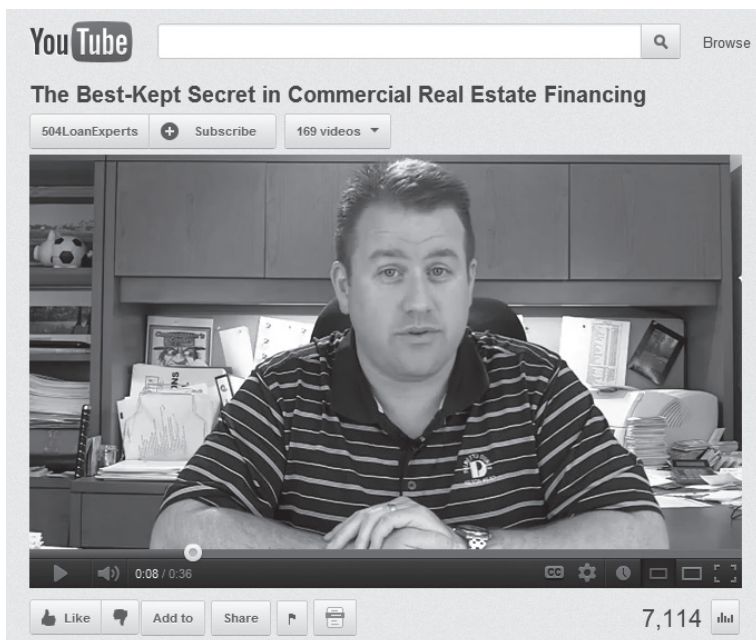 YouTube
Browse
The Best-Kept Secret in Commercial Real Estate Financing
504LoanExperts
Subscribe
169 videos
0:08 / 0:36
CC
Like
Add to
Share
7,114